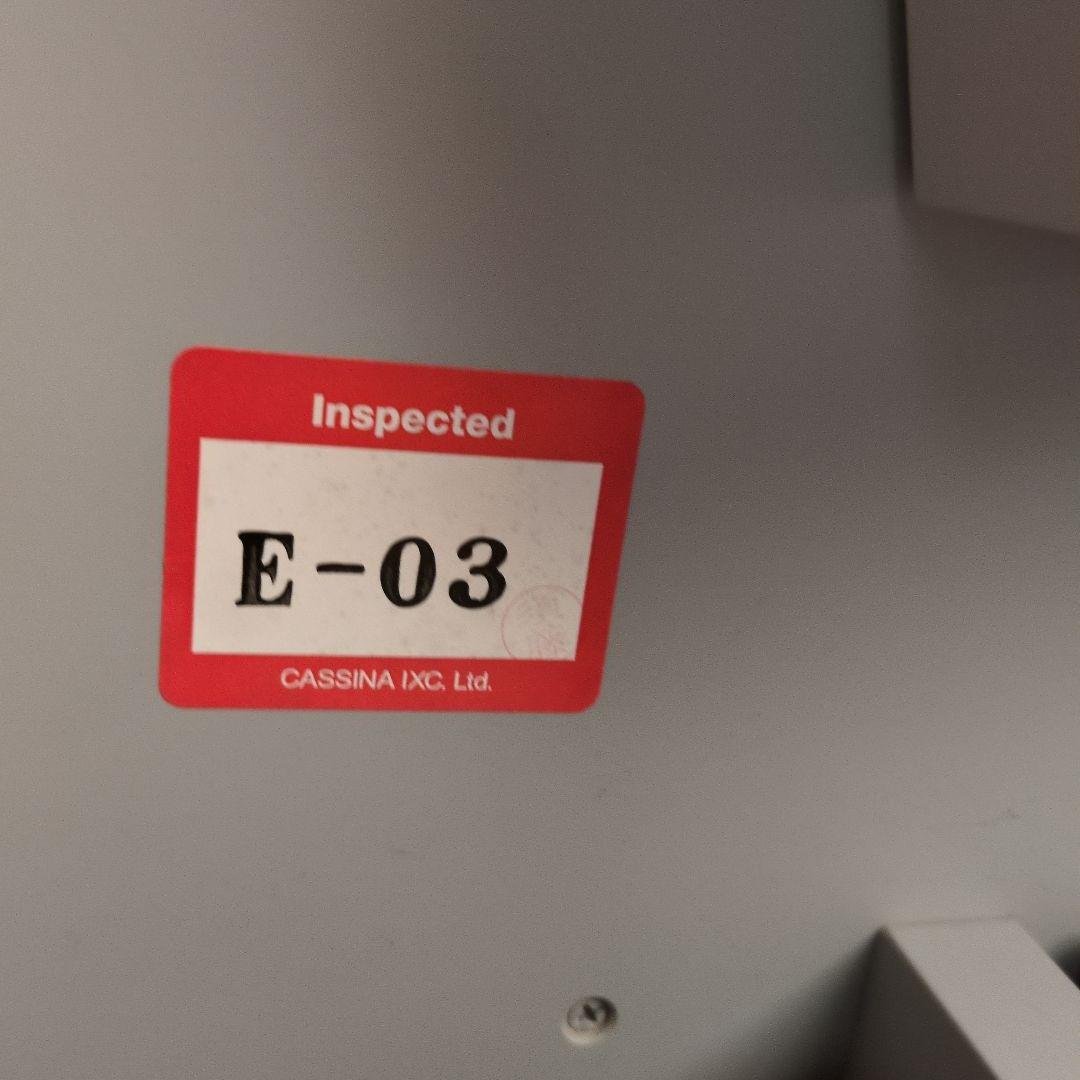 Inspected
E-03
CASSINA IXC. Ltd.